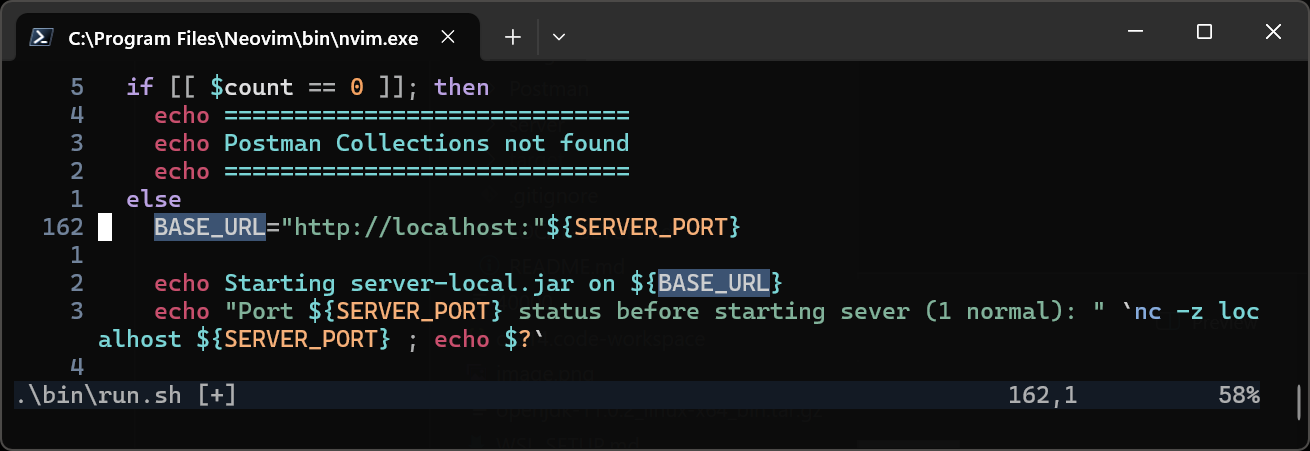 C:\Program Files\Neovim\bin\nvim.exe
5 if [[ $count == 0 ]]; then
4 echo =============================
3 echo Postman Collections not found
2 echo =============================
1 else
162 BASE_URL="http://localhost:"${SERVER_PORT}
1
2 echo Starting server-local.jar on ${BASE_URL}
3 echo "Port ${SERVER_PORT} status before starting sever (1 normal): " `nc -z loc
alhost ${SERVER_PORT} ; echo $?`
4
.\bin\run.sh [+] 162,1 58%